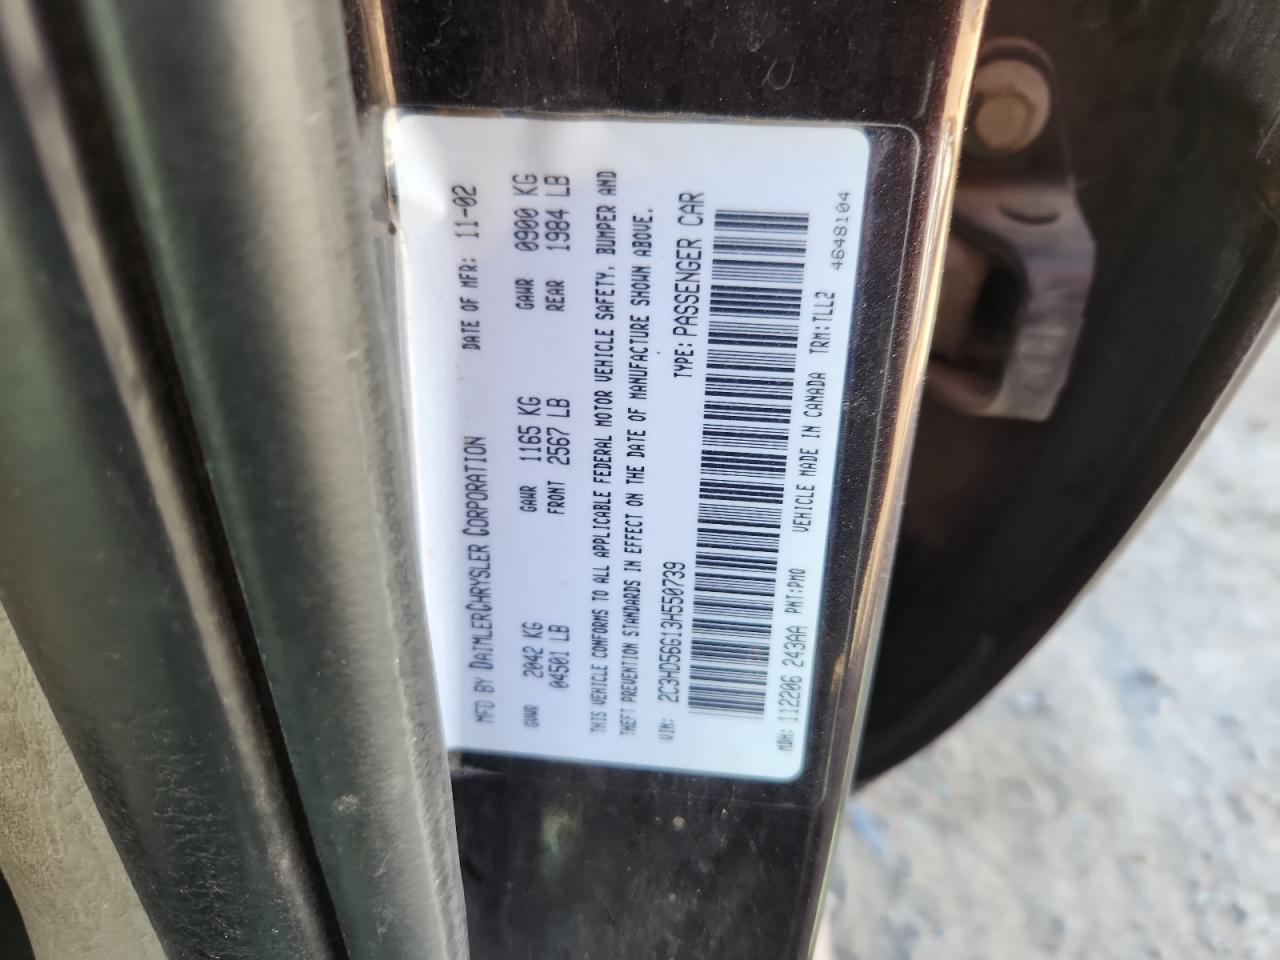 MFD BY DAIMLERCHRYSLER CORPORATION DATE OF MFR: 11-02
GVWR 2042 KG GAWR 1165 KG GAWR 0900 KG
04501 LB FRONT 2567 LB REAR 1984 LB
THIS VEHICLE CONFORMS TO ALL APPLICABLE FEDERAL MOTOR VEHICLE SAFETY, BUMPER AND
THEFT PREVENTION STANDARDS IN EFFECT ON THE DATE OF MANUFACTURE SHOWN ABOVE.
VIN: 2C3HD56G13H550739 TYPE: PASSENGER CAR
MDH: 112206 243AA PNT:PMQ VEHICLE MADE IN CANADA TRM:TLL2
4648104